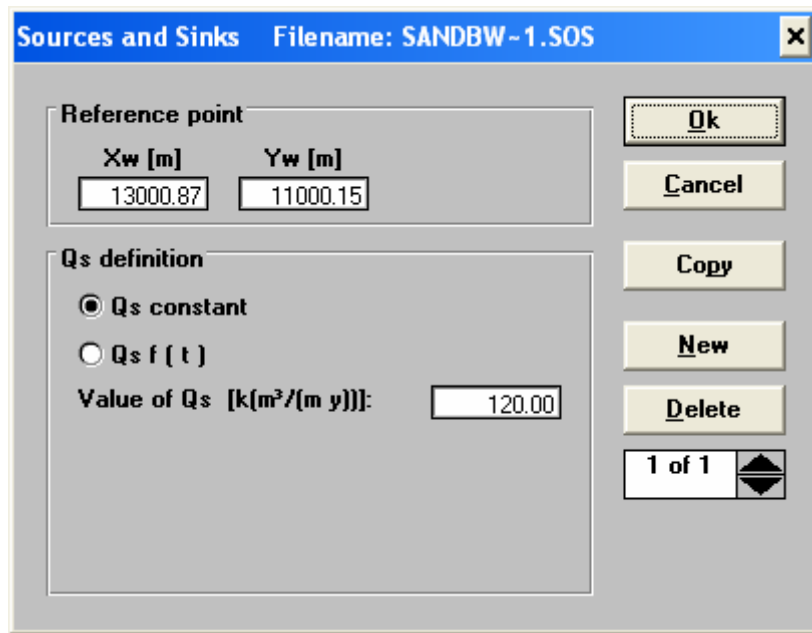 Sources and Sinks Filename: SANDBW~1.SOS
Reference point
Xw [m] Yw [m]
13000.87 11000.15
Ok
Cancel
Qs definition
Qs constant
Qs f ( t )
Value of Qs [k(m³/(m y))]: 120.00
Copy
New
Delete
1 of 1